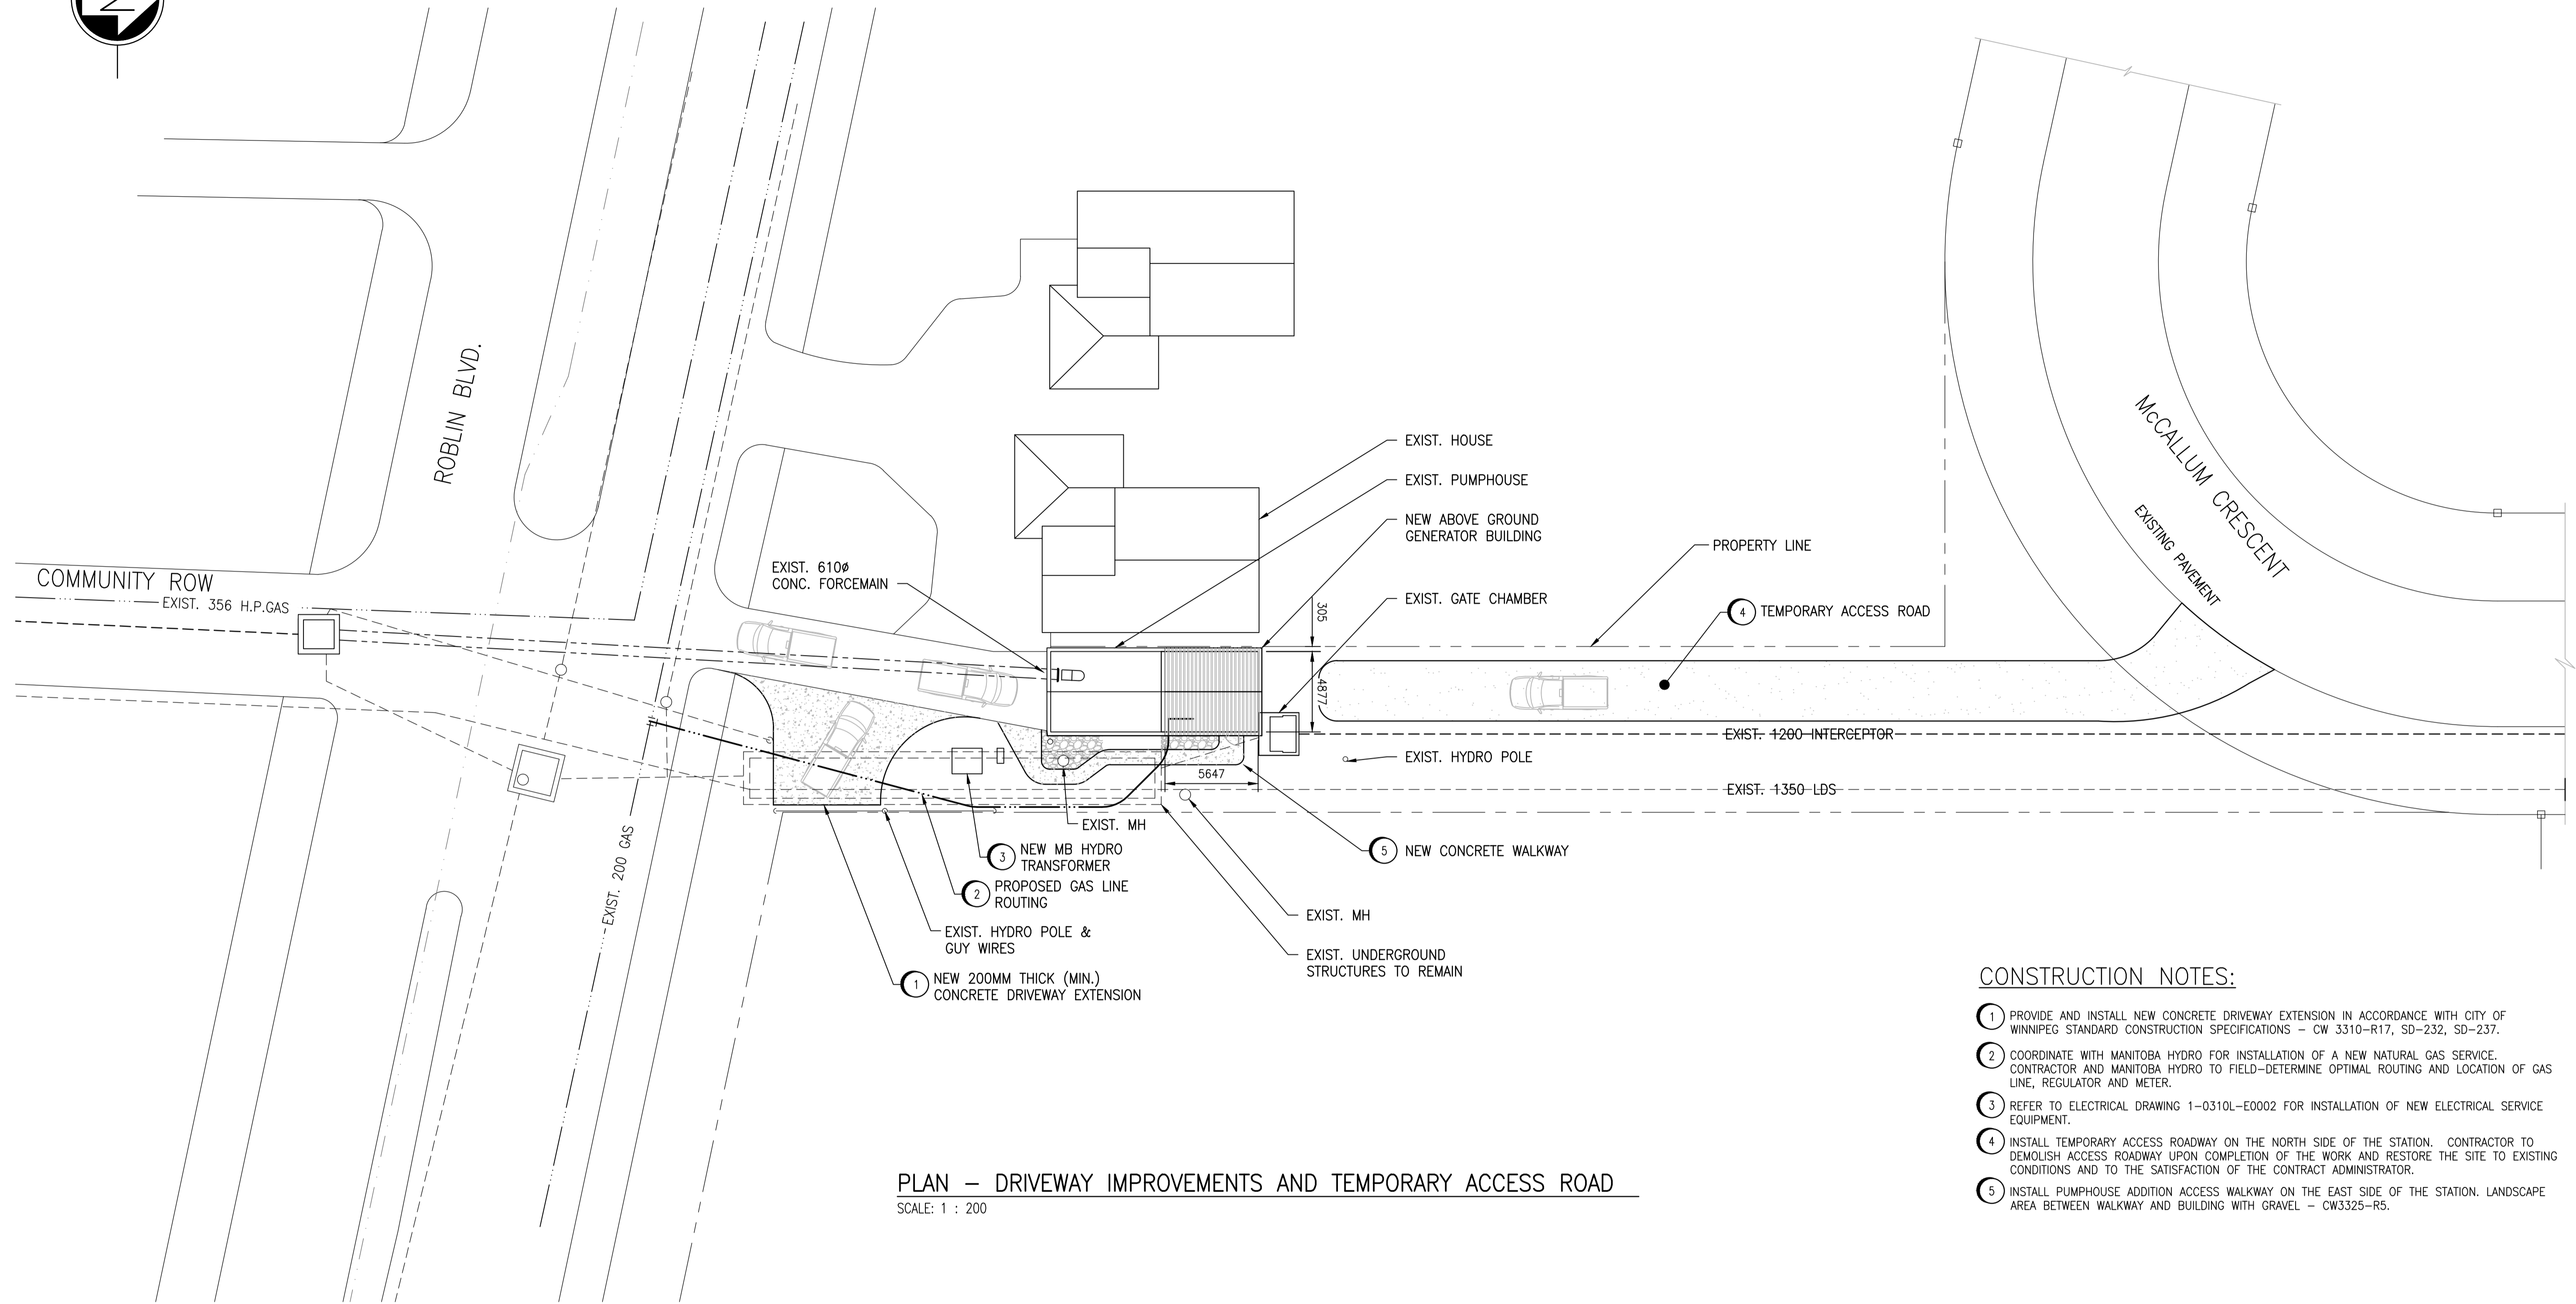 N
ROBLIN BLVD.
COMMUNITY ROW
EXIST. 356 H.P.GAS
EXIST. 610ø
CONC. FORCEMAIN
EXIST. HOUSE
EXIST. PUMPHOUSE
NEW ABOVE GROUND
GENERATOR BUILDING
EXIST. GATE CHAMBER
305
4877
PROPERTY LINE
4 TEMPORARY ACCESS ROAD
McCALLUM CRESCENT
EXISTING PAVEMENT
EXIST. 1200 INTERCEPTOR
EXIST. HYDRO POLE
5647
EXIST. 1350 LDS
EXIST. MH
3 NEW MB HYDRO
TRANSFORMER
2 PROPOSED GAS LINE
ROUTING
EXIST. HYDRO POLE &
GUY WIRES
1 NEW 200MM THICK (MIN.)
CONCRETE DRIVEWAY EXTENSION
EXIST. 200 GAS
5 NEW CONCRETE WALKWAY
EXIST. MH
EXIST. UNDERGROUND
STRUCTURES TO REMAIN
PLAN – DRIVEWAY IMPROVEMENTS AND TEMPORARY ACCESS ROAD
SCALE: 1 : 200
CONSTRUCTION NOTES:
1 PROVIDE AND INSTALL NEW CONCRETE DRIVEWAY EXTENSION IN ACCORDANCE WITH CITY OF
WINNIPEG STANDARD CONSTRUCTION SPECIFICATIONS – CW 3310–R17, SD–232, SD–237.
2 COORDINATE WITH MANITOBA HYDRO FOR INSTALLATION OF A NEW NATURAL GAS SERVICE.
CONTRACTOR AND MANITOBA HYDRO TO FIELD–DETERMINE OPTIMAL ROUTING AND LOCATION OF GAS
LINE, REGULATOR AND METER.
3 REFER TO ELECTRICAL DRAWING 1–0310L–E0002 FOR INSTALLATION OF NEW ELECTRICAL SERVICE
EQUIPMENT.
4 INSTALL TEMPORARY ACCESS ROADWAY ON THE NORTH SIDE OF THE STATION. CONTRACTOR TO
DEMOLISH ACCESS ROADWAY UPON COMPLETION OF THE WORK AND RESTORE THE SITE TO EXISTING
CONDITIONS AND TO THE SATISFACTION OF THE CONTRACT ADMINISTRATOR.
5 INSTALL PUMPHOUSE ADDITION ACCESS WALKWAY ON THE EAST SIDE OF THE STATION. LANDSCAPE
AREA BETWEEN WALKWAY AND BUILDING WITH GRAVEL – CW3325–R5.